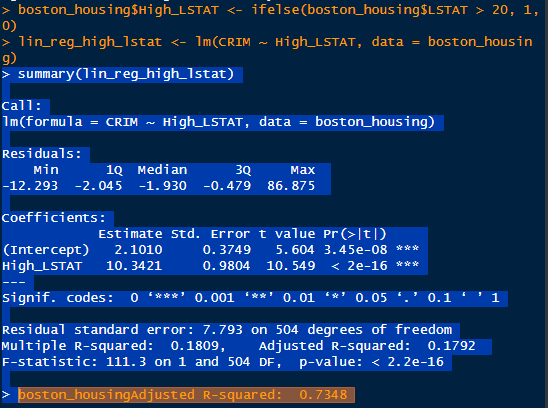 > boston_housing$High_LSTAT <- ifelse(boston_housing$LSTAT > 20, 1,
0)
> lin_reg_high_lstat <- lm(CRIM ~ High_LSTAT, data = boston_housin
g)
> summary(lin_reg_high_lstat)
Call:
lm(formula = CRIM ~ High_LSTAT, data = boston_housing)
Residuals:
Min 1Q Median 3Q Max
-12.293 -2.045 -1.930 -0.479 86.875
Coefficients:
Estimate Std. Error t value Pr(>|t|)
(Intercept) 2.1010 0.3749 5.604 3.45e-08 ***
High_LSTAT 10.3421 0.9804 10.549 < 2e-16 ***
---
Signif. codes: 0 ‘***’ 0.001 ‘**’ 0.01 ‘*’ 0.05 ‘.’ 0.1 ‘ ’ 1
Residual standard error: 7.793 on 504 degrees of freedom
Multiple R-squared: 0.1809, Adjusted R-squared: 0.1792
F-statistic: 111.3 on 1 and 504 DF, p-value: < 2.2e-16
> boston_housingAdjusted R-squared: 0.7348